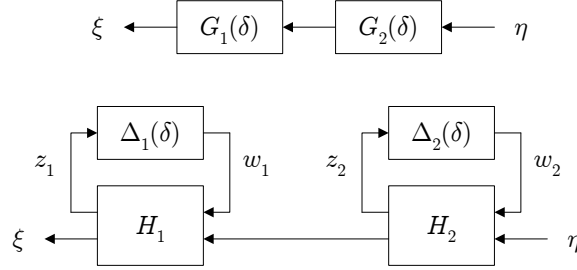 ξ G₁(δ) G₂(δ) η
Δ₁(δ) Δ₂(δ)
z₁ w₁ z₂ w₂
ξ H₁ H₂ η